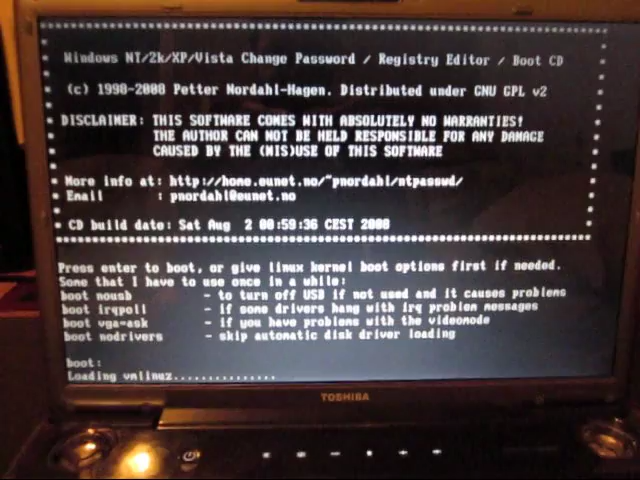 Windows NT/2k/XP/Vista Change Password / Registry Editor / Boot CD
(c) 1998-2008 Petter Nordahl-Hagen. Distributed under GNU GPL v2
DISCLAIMER: THIS SOFTWARE COMES WITH ABSOLUTELY NO WARRANTIES!
THE AUTHOR CAN NOT BE HELD RESPONSIBLE FOR ANY DAMAGE
CAUSED BY THE (MIS)USE OF THIS SOFTWARE
More info at: http://home.eunet.no/~pnordahl/ntpasswd/
Email : pnordahl@eunet.no
CD build date: Sat Aug 2 00:59:36 CEST 2008
Press enter to boot, or give linux kernel boot options first if needed.
Some that I have to use once in a while:
boot nousb - to turn off USB if not used and it causes problems
boot irqpoll - if some drivers hang with irq problem messages
boot vga=ask - if you have problems with the videomode
boot nodrivers - skip automatic disk driver loading
boot:
Loading vmlinuz...............
TOSHIBA